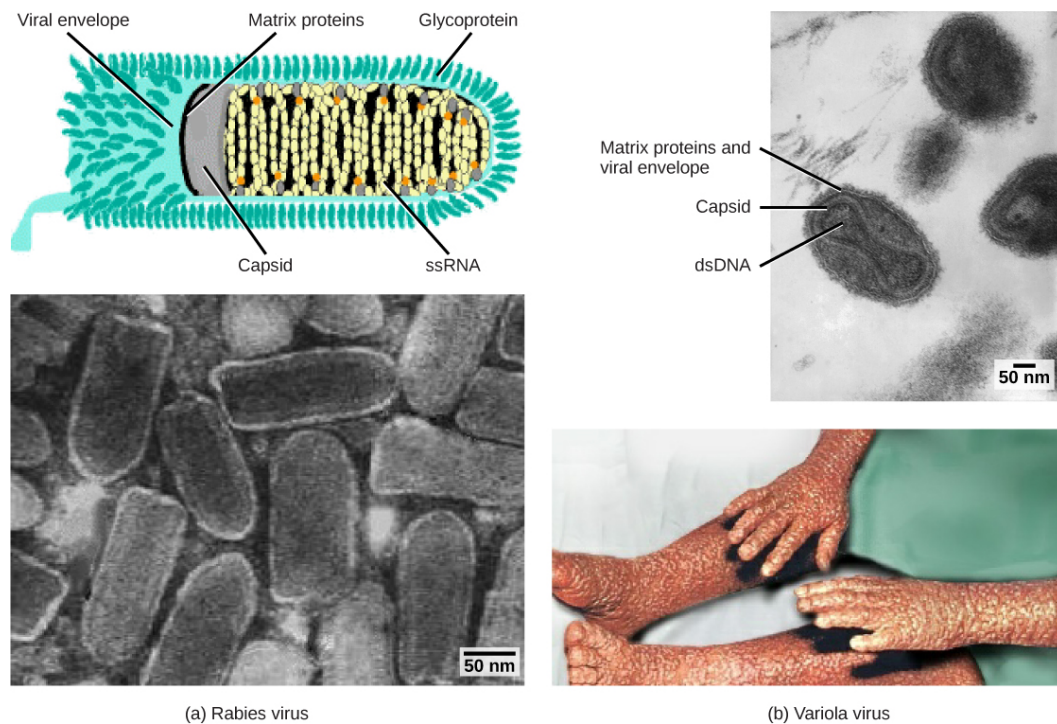 Viral envelope
Matrix proteins
Glycoprotein
Capsid
ssRNA
50 nm
(a) Rabies virus
Matrix proteins and
viral envelope
Capsid
dsDNA
50 nm
(b) Variola virus